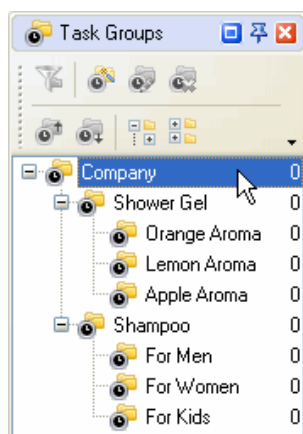 Task Groups
Company 0
Shower Gel 0
Orange Aroma 0
Lemon Aroma 0
Apple Aroma 0
Shampoo 0
For Men 0
For Women 0
For Kids 0